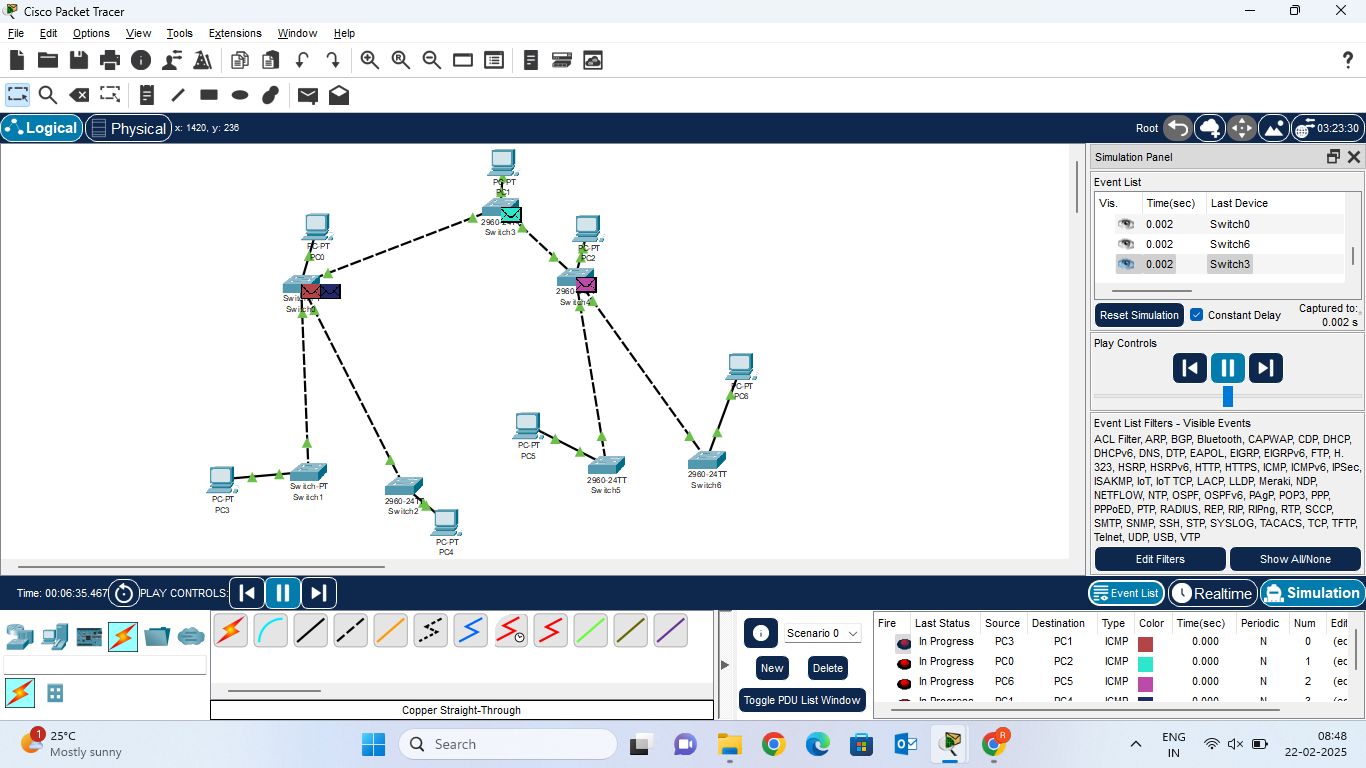 Cisco Packet Tracer
File Edit Options View Tools Extensions Window Help
Logical Physical x: 1420, y: 236 Root 03:23:30
PC-PT
PC1
2960-24TT
Switch3
PC-PT
PC0
PC-PT
PC2
Switch0
2960
Switch4
PC-PT
PC6
PC-PT
PC5
2960-24TT
Switch5
2960-24TT
Switch6
PC-PT
PC3
Switch-PT
Switch1
2960-24TT
Switch2
PC-PT
PC4
Simulation Panel
Event List
Vis. Time(sec) Last Device
0.002 Switch0
0.002 Switch6
0.002 Switch3
Reset Simulation Constant Delay Captured to:
0.002 s
Play Controls
Event List Filters - Visible Events
ACL Filter, ARP, BGP, Bluetooth, CAPWAP, CDP, DHCP,
DHCPv6, DNS, DTP, EAPOL, EIGRP, EIGRPv6, FTP, H.
323, HSRP, HSRPv6, HTTP, HTTPS, ICMP, ICMPv6, IPSec,
ISAKMP, IoT, IoT TCP, LACP, LLDP, Meraki, NDP,
NETFLOW, NTP, OSPF, OSPFv6, PAgP, POP3, PPP,
PPPoED, PTP, RADIUS, REP, RIP, RIPng, RTP, SCCP,
SMTP, SNMP, SSH, STP, SYSLOG, TACACS, TCP, TFTP,
Telnet, UDP, USB, VTP
Edit Filters Show All/None
Time: 00:06:35.467 PLAY CONTROLS: Event List Realtime Simulation
Copper Straight-Through
Scenario 0
New Delete
Toggle PDU List Window
Fire Last Status Source Destination Type Color Time(sec) Periodic Num Edit
In Progress PC3 PC1 ICMP 0.000 N 0 (ec
In Progress PC0 PC2 ICMP 0.000 N 1 (ec
In Progress PC6 PC5 ICMP 0.000 N 2 (ec
In Progress PC1 PC4 ICMP 0.000 N 3 (ec
1
25°C
Mostly sunny
Search
R
ENG
IN
08:48
22-02-2025